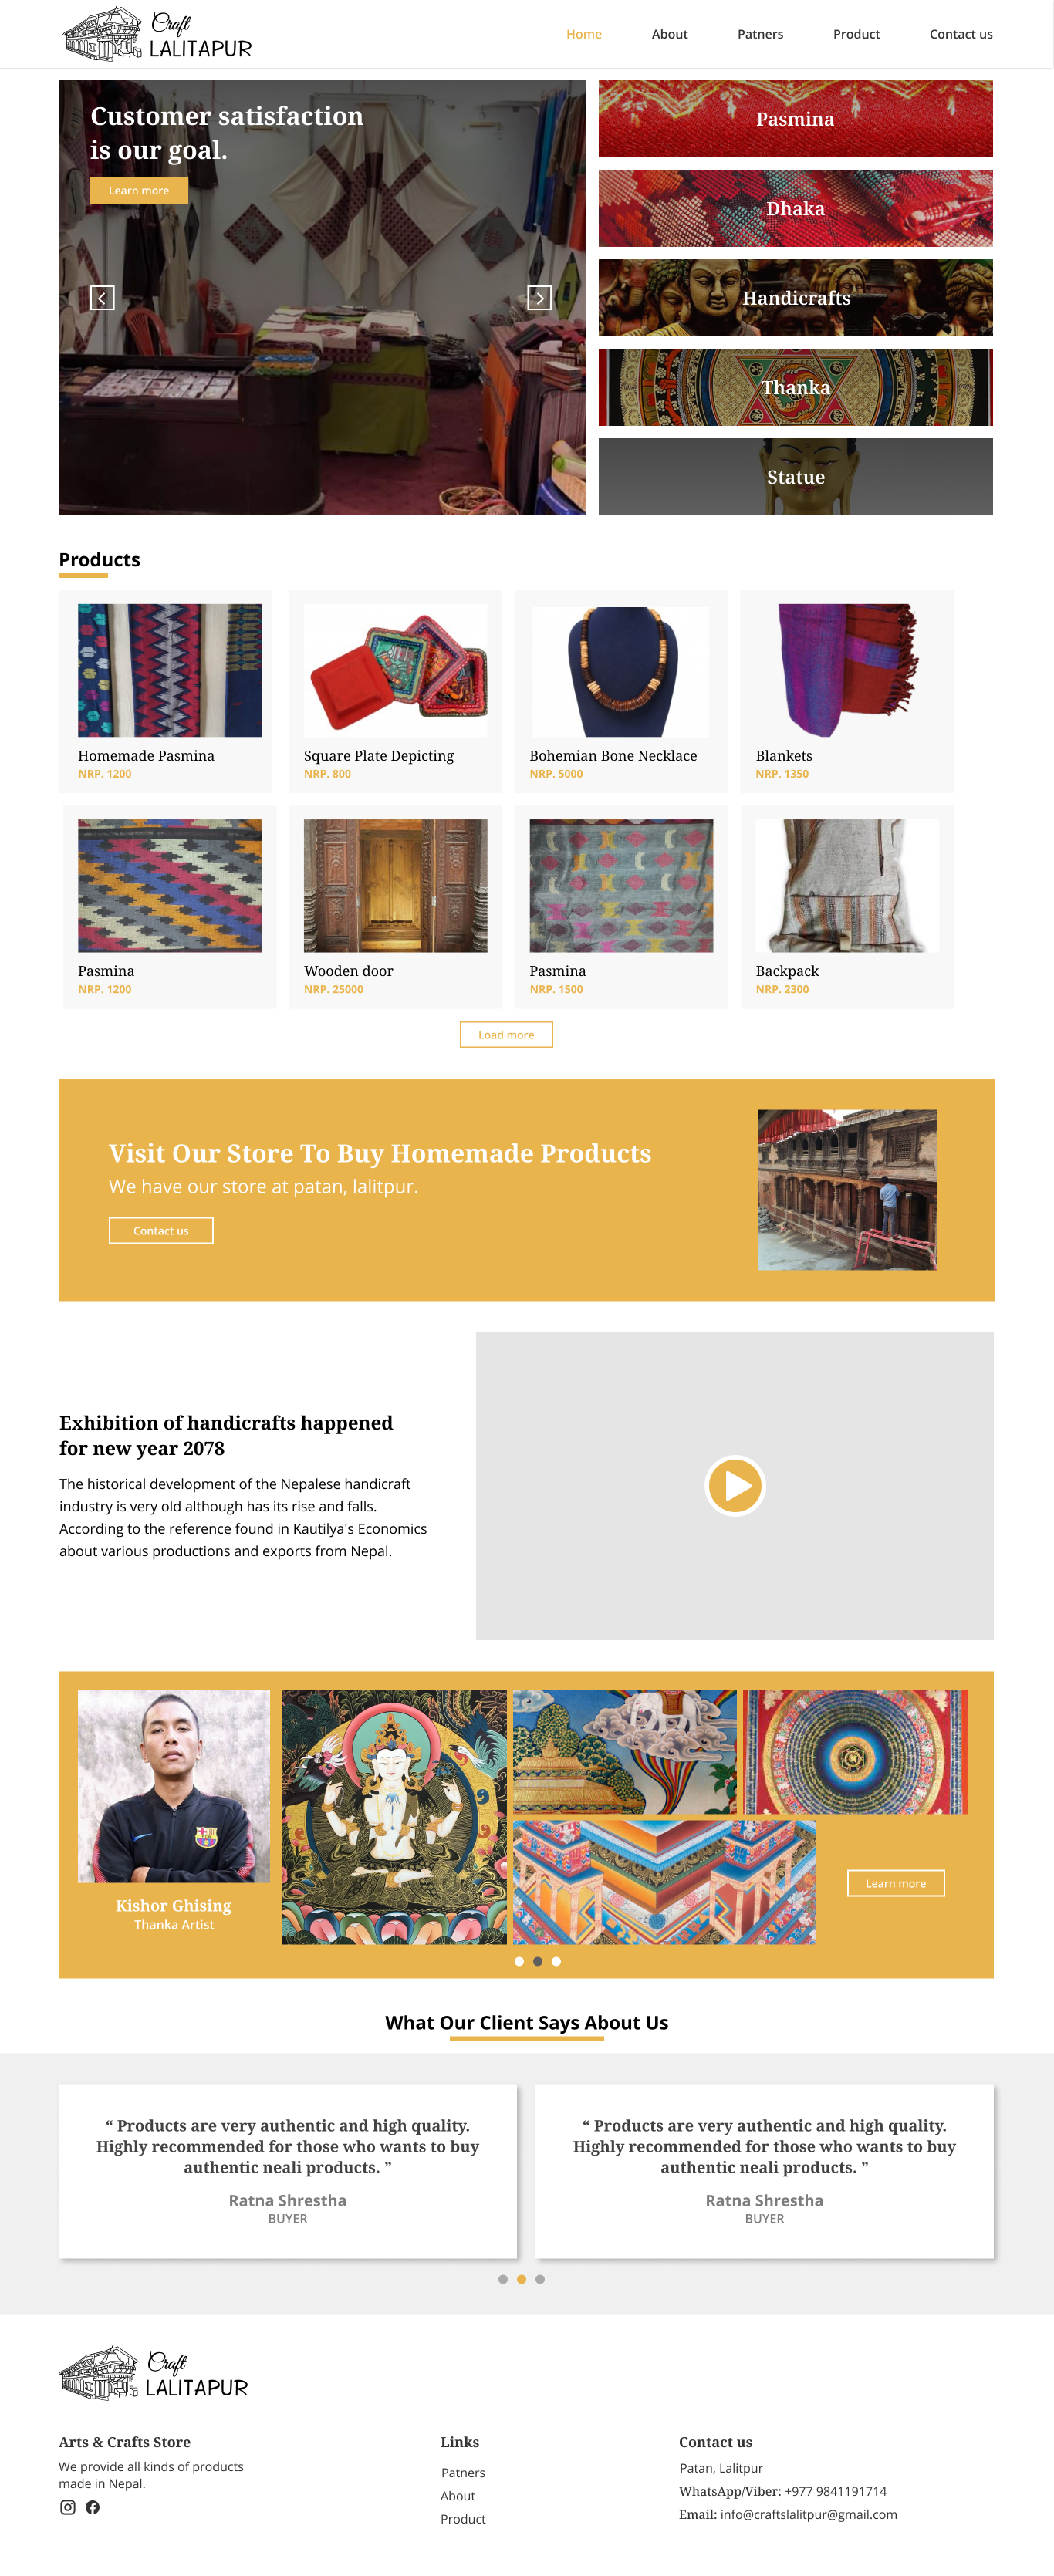 Craft
LALITAPUR
Home
About
Patners
Product
Contact us
Customer satisfaction
is our goal.
Learn more
Pasmina
Dhaka
Handicrafts
Thanka
Statue
Products
Homemade Pasmina
NRP. 1200
Square Plate Depicting
NRP. 800
Bohemian Bone Necklace
NRP. 5000
Blankets
NRP. 1350
Pasmina
NRP. 1200
Wooden door
NRP. 25000
Pasmina
NRP. 1500
Backpack
NRP. 2300
Load more
Visit Our Store To Buy Homemade Products
We have our store at patan, lalitpur.
Contact us
Exhibition of handicrafts happened
for new year 2078
The historical development of the Nepalese handicraft
industry is very old although has its rise and falls.
According to the reference found in Kautilya's Economics
about various productions and exports from Nepal.
Kishor Ghising
Thanka Artist
Learn more
What Our Client Says About Us
“ Products are very authentic and high quality.
Highly recommended for those who wants to buy
authentic neali products. ”
Ratna Shrestha
BUYER
“ Products are very authentic and high quality.
Highly recommended for those who wants to buy
authentic neali products. ”
Ratna Shrestha
BUYER
Craft
LALITAPUR
Arts & Crafts Store
We provide all kinds of products
made in Nepal.
Links
Patners
About
Product
Contact us
Patan, Lalitpur
WhatsApp/Viber: +977 9841191714
Email: info@craftslalitpur@gmail.com